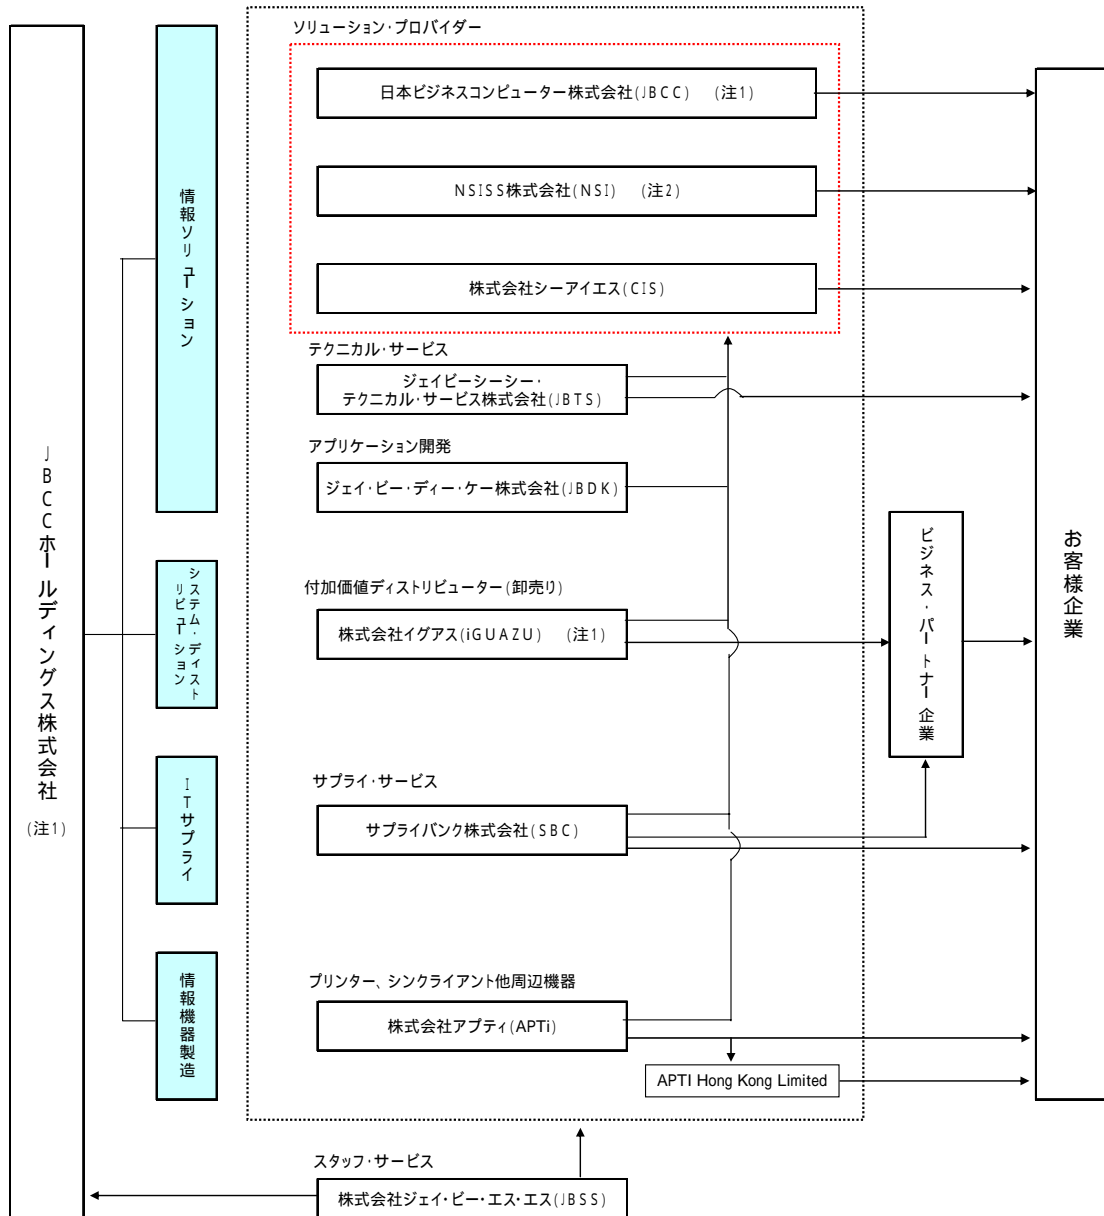 JBCCホールディングス株式会社
(注1)
情報ソリューション
システム・ディスト
リビューション
ITサプライ
情報機器製造
ソリューション・プロバイダー
日本ビジネスコンピューター株式会社(JBCC) (注1)
NSISS株式会社(NSI) (注2)
株式会社シーアイエス(CIS)
テクニカル・サービス
ジェイビーシーシー・
テクニカル・サービス株式会社(JBTS)
アプリケーション開発
ジェイ・ビー・ディー・ケー株式会社(JBDK)
付加価値ディストリビューター(卸売り)
株式会社イグアス(iGUAZU) (注1)
サプライ・サービス
サプライバンク株式会社(SBC)
プリンター、シンクライアント他周辺機器
株式会社アプティ(APTi)
APTI Hong Kong Limited
スタッフ・サービス
株式会社ジェイ・ビー・エス・エス(JBSS)
ビジネス・パートナー企業
お客様企業